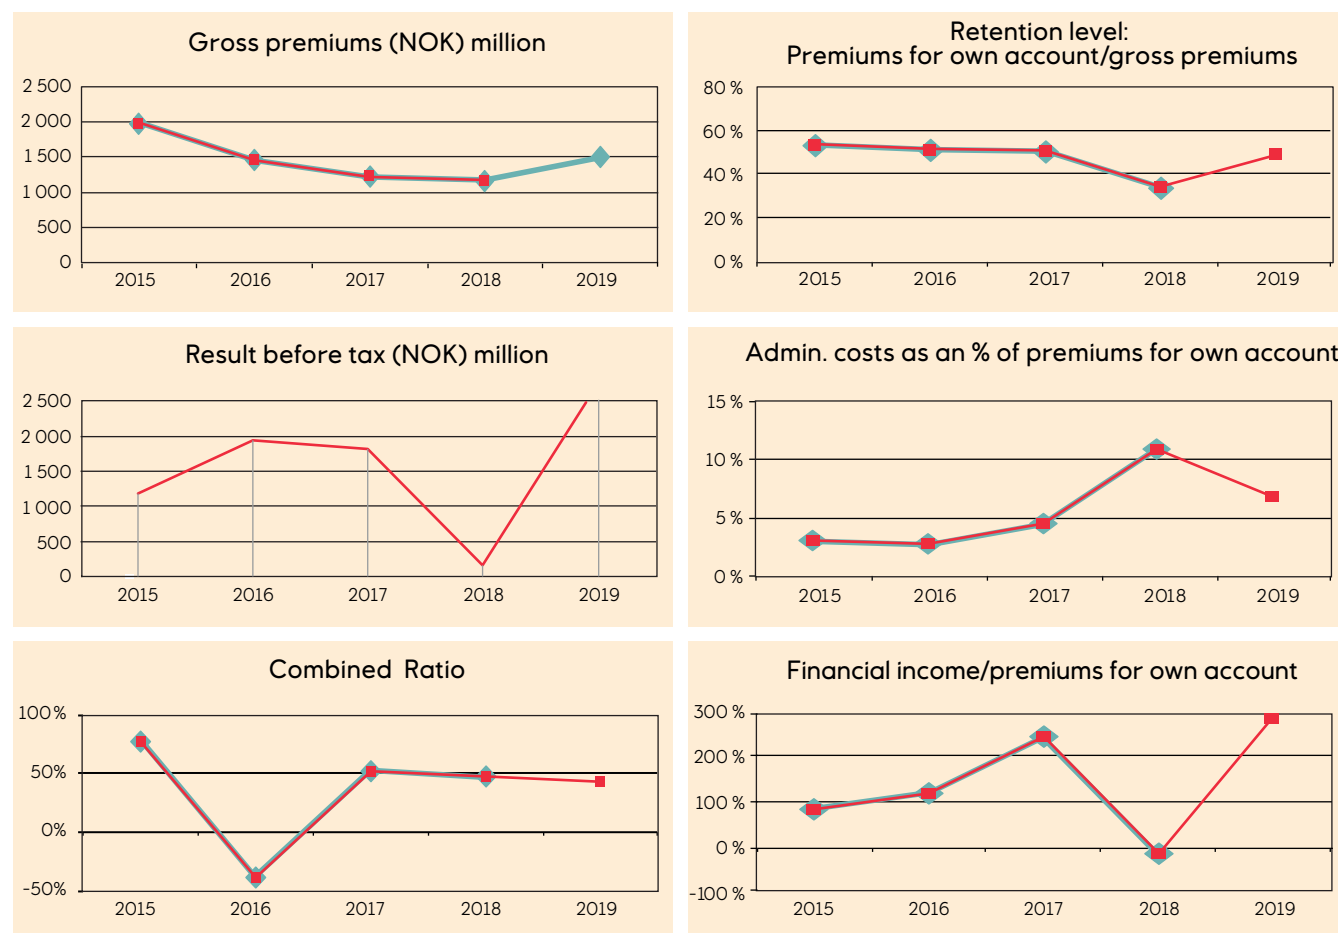 Gross premiums (NOK) million
2 500
2 000
1 500
1 000
500
0
2015 2016 2017 2018 2019
Retention level:
Premiums for own account/gross premiums
80 %
60 %
40 %
20 %
0 %
2015 2016 2017 2018 2019
Result before tax (NOK) million
2 500
2 000
1 500
1 000
500
0
2015 2016 2017 2018 2019
Admin. costs as an % of premiums for own account
15 %
10 %
5 %
0 %
2015 2016 2017 2018 2019
Combined Ratio
100%
50%
0%
-50%
2015 2016 2017 2018 2019
Financial income/premiums for own account
300 %
200 %
100 %
0 %
-100 %
2015 2016 2017 2018 2019